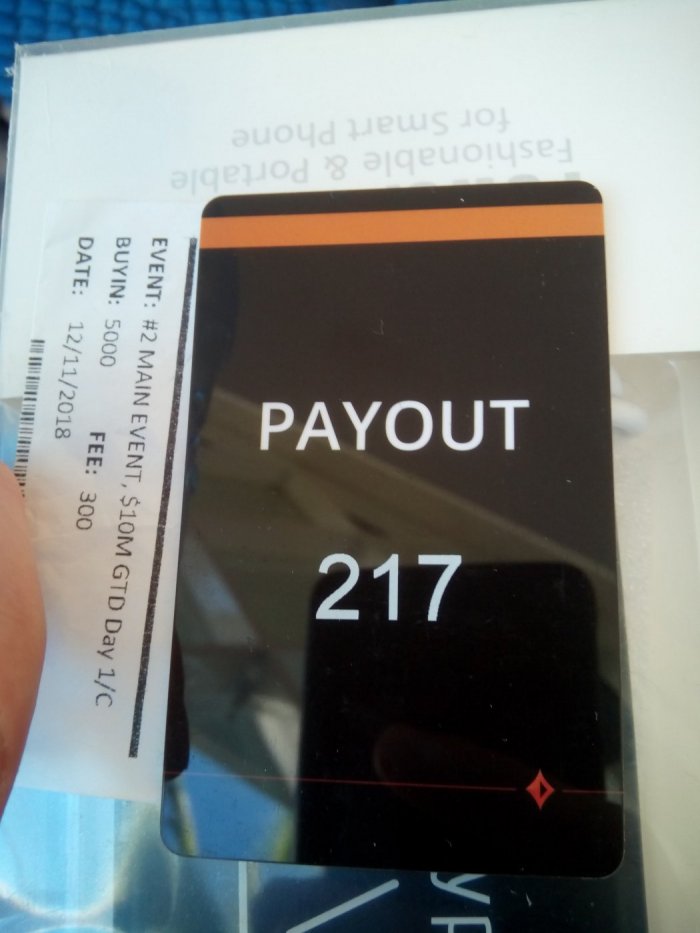 Fashionable & Portable
for Smart Phone
EVENT: #2 MAIN EVENT, $10M GTD Day 1/C
BUYIN: 5000 FEE: 300
DATE: 12/11/2018
PAYOUT
217